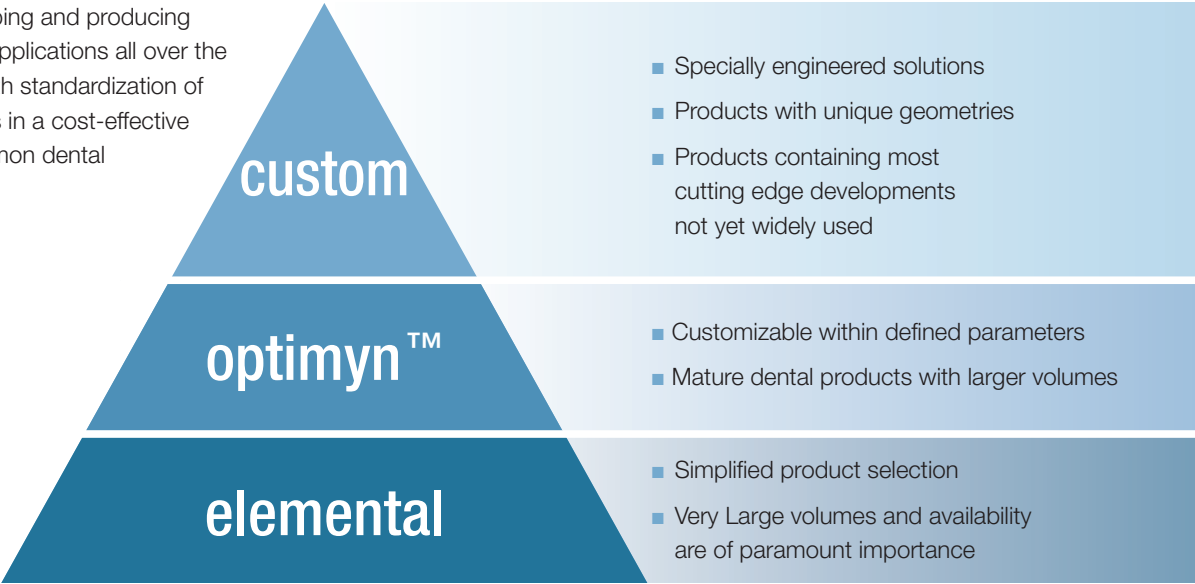 ping and producing
pplications all over the
h standardization of
s in a cost-effective
mon dental
custom
■ Specially engineered solutions
■ Products with unique geometries
■ Products containing most
cutting edge developments
not yet widely used
optimyn™
■ Customizable within defined parameters
■ Mature dental products with larger volumes
elemental
■ Simplified product selection
■ Very Large volumes and availability
are of paramount importance